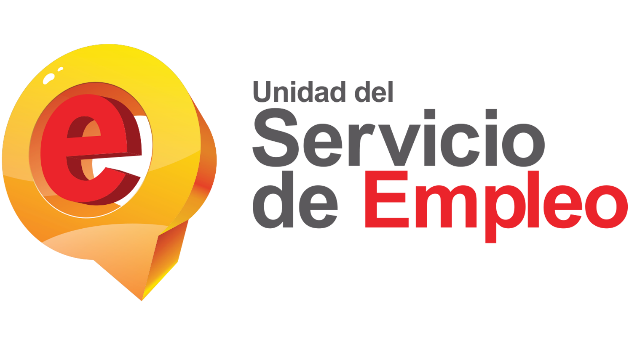 e
Unidad del
Servicio
de Empleo